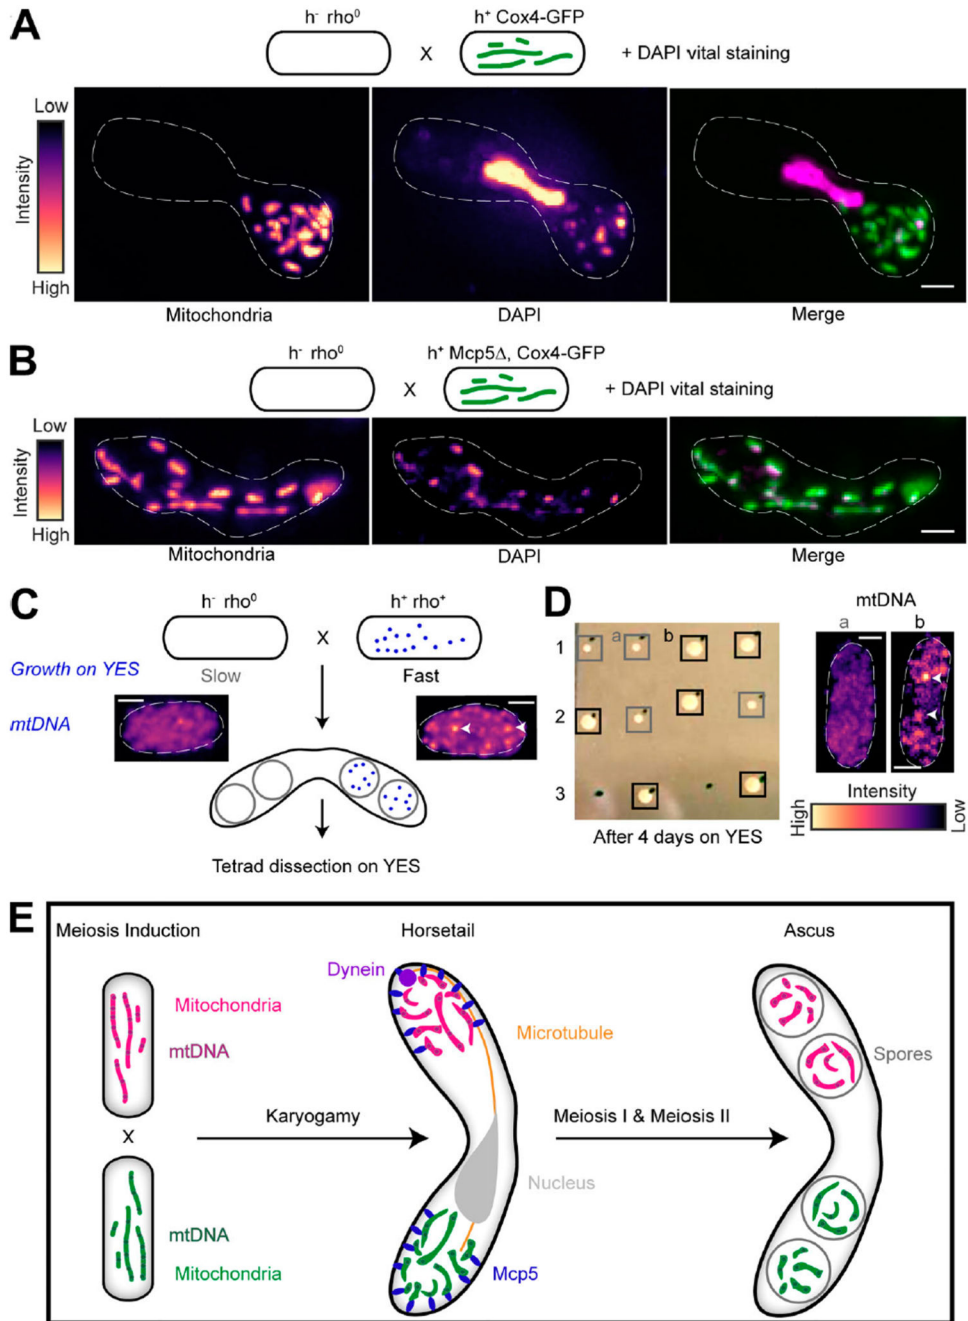 A
h⁻ rho⁰
h⁺ Cox4-GFP
X
+ DAPI vital staining
Low
Intensity
High
Mitochondria
DAPI
Merge
B
h⁻ rho⁰
h⁺ Mcp5Δ, Cox4-GFP
X
+ DAPI vital staining
Low
Intensity
High
Mitochondria
DAPI
Merge
C
h⁻ rho⁰
h⁺ rho⁺
X
Growth on YES
Slow
Fast
mtDNA
Tetrad dissection on YES
D
1
a
b
2
3
After 4 days on YES
mtDNA
a
b
Intensity
High
Low
E
Meiosis Induction
Horsetail
Ascus
Dynein
Mitochondria
mtDNA
Microtubule
Spores
X
Karyogamy
Meiosis I & Meiosis II
Nucleus
mtDNA
Mitochondria
Mcp5